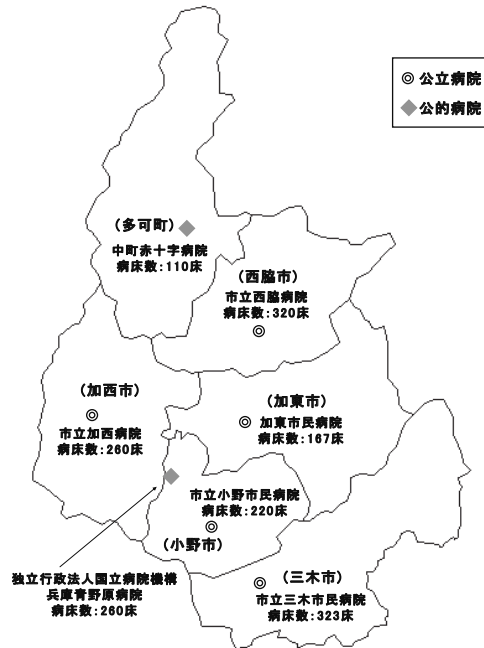 ◎ 公立病院
◆ 公的病院
(多可町)
中町赤十字病院
病床数:110床
(西脇市)
市立西脇病院
病床数:320床
(加西市)
市立加西病院
病床数:260床
(加東市)
加東市民病院
病床数:167床
市立小野市民病院
病床数:220床
(小野市)
独立行政法人国立病院機構
兵庫青野原病院
病床数:260床
(三木市)
市立三木市民病院
病床数:323床